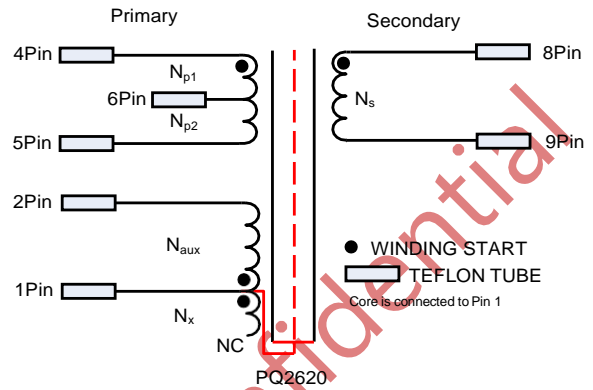 Primary
Secondary
4Pin
8Pin
Np1
6Pin
Ns
Np2
5Pin
9Pin
2Pin
Naux
WINDING START
TEFLON TUBE
1Pin
Core is connected to Pin 1
Nx
NC
PQ2620
nfidential